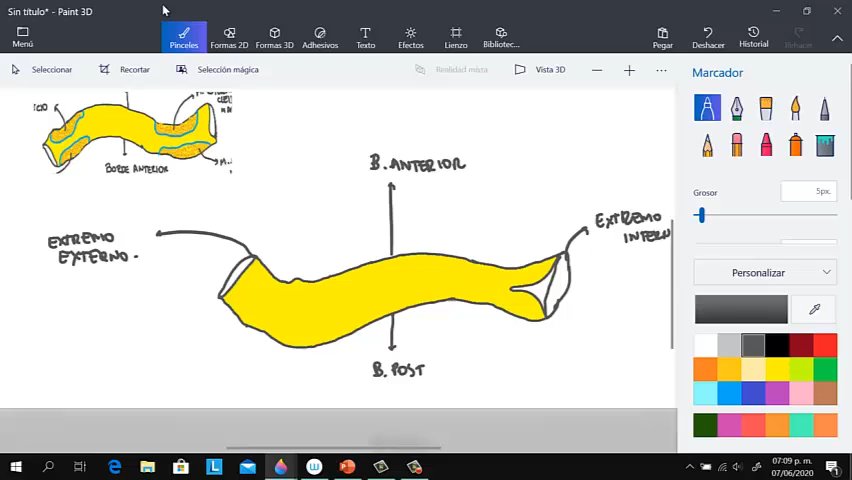 Sin título* - Paint 3D
Menú
Pinceles
Formas 2D
Formas 3D
Adhesivos
Texto
Efectos
Lienzo
Bibliotec...
Pegar
Deshacer
Historial
Rehacer
Seleccionar
Recortar
Selección mágica
Realidad mixta
Vista 3D
Marcador
Grosor
5px.
Personalizar
BORDE ANTERIOR
B. ANTERIOR
EXTREMO
EXTERNO.
EXTREMO
INTERN
B. POST
07:09 p. m.
07/06/2020